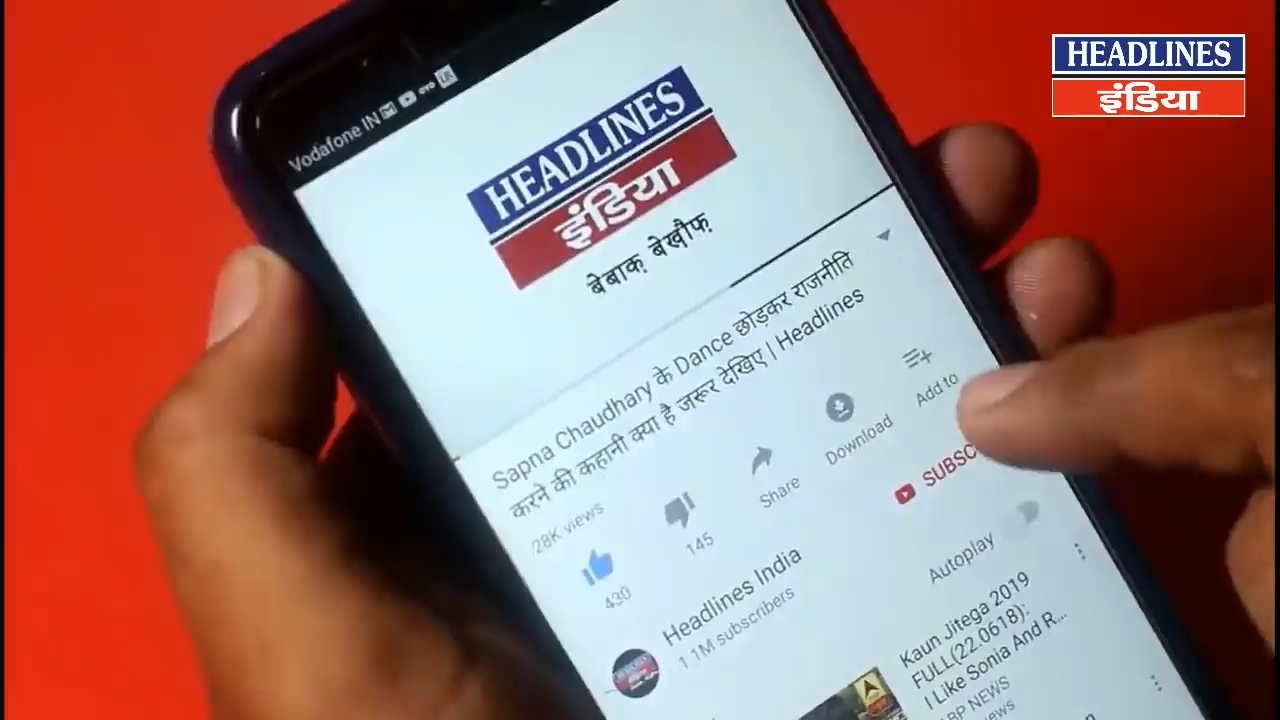 HEADLINES
इंडिया
Vodafone IN
HEADLINES
इंडिया
बेबाक़ बेख़ौफ़
Sapna Chaudhary के Dance छोड़कर राजनीति
करने की कहानी क्या है जरूर देखिए | Headlines
28K views
430
145
Share
Download
Add to
Headlines India
1.1M subscribers
SUBSC
Autoplay
HEADLINES
Kaun Jitega 2019
FULL(22.0618):
I Like Sonia And R...
ABP NEWS
views